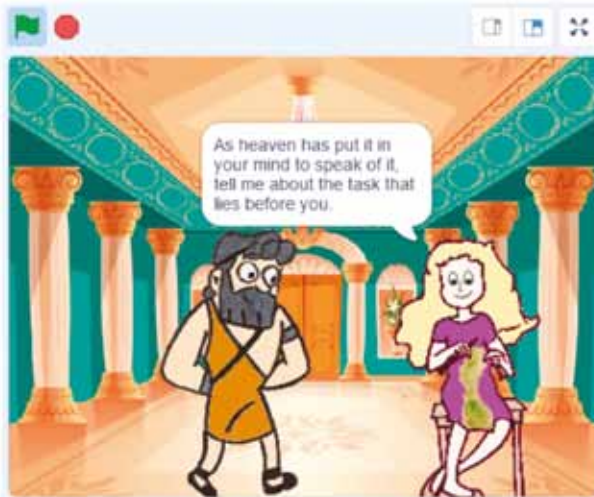 As heaven has put it in
your mind to speak of it,
tell me about the task that
lies before you.